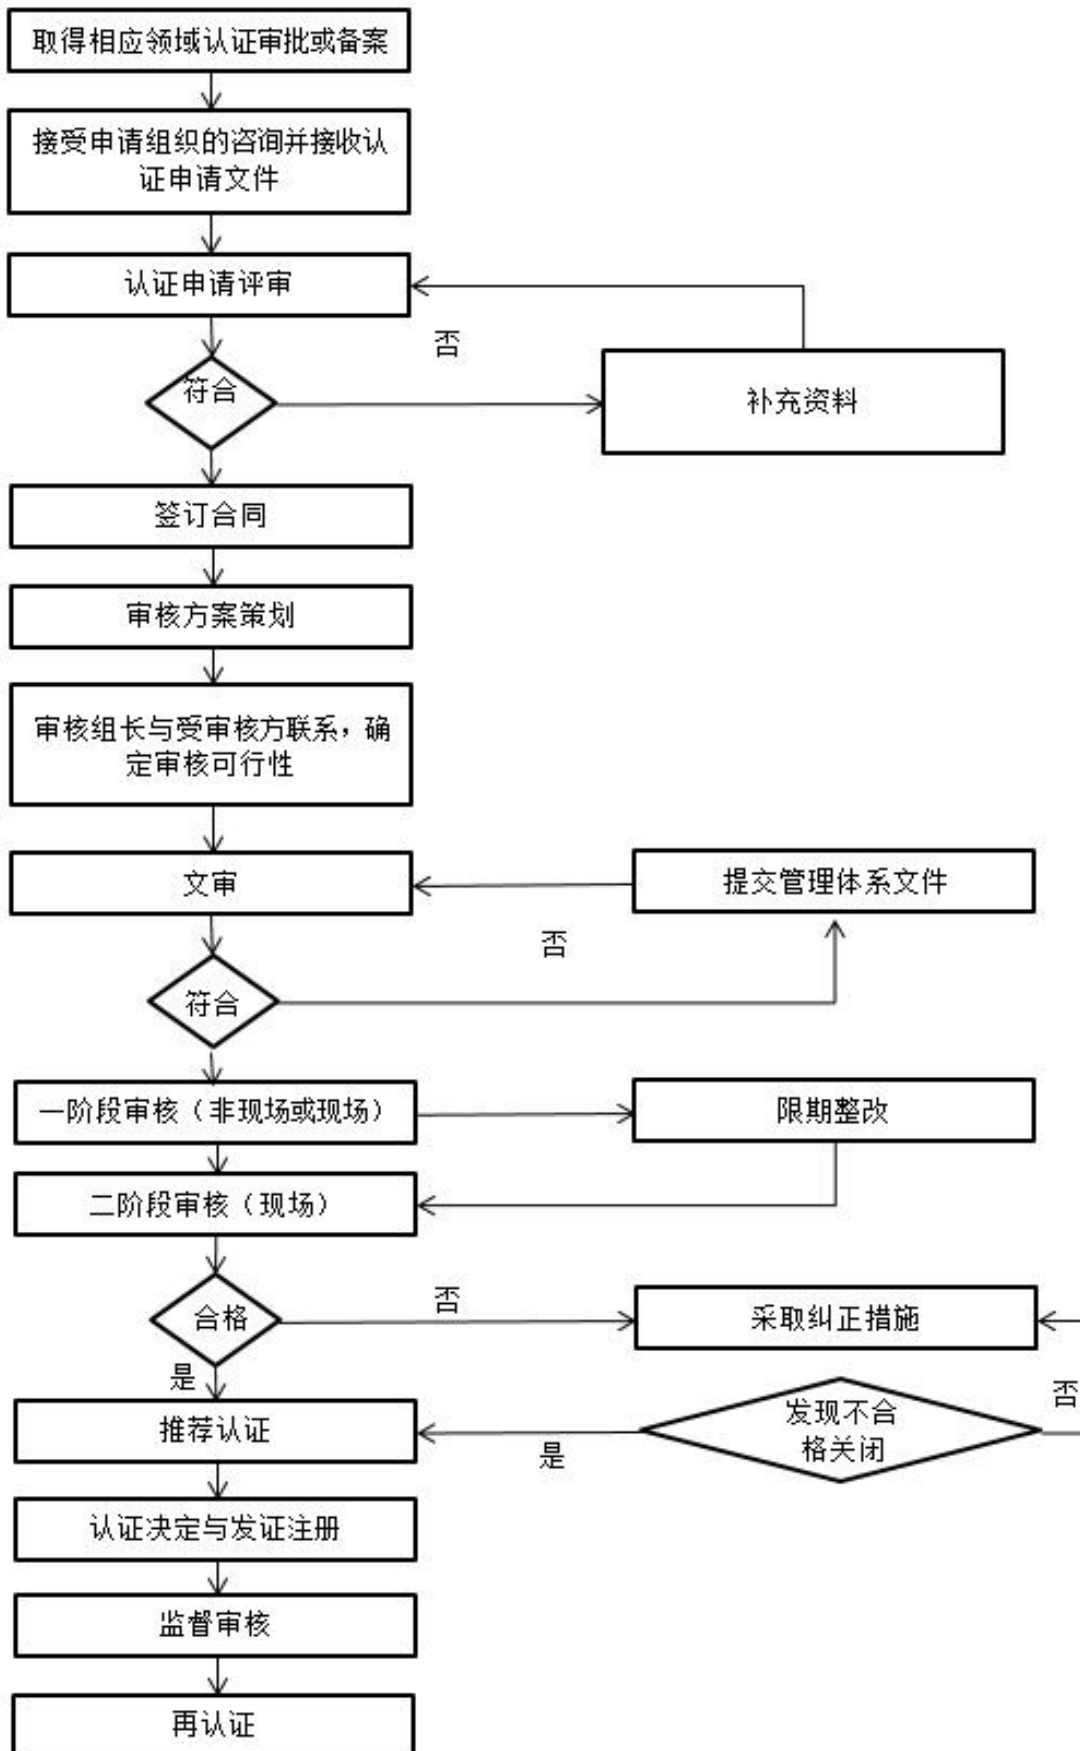 取得相应领域认证审批或备案
接受申请组织的咨询并接收认
证申请文件
认证申请评审
否
符合
补充资料
签订合同
审核方案策划
审核组长与受审核方联系，确
定审核可行性
文审
提交管理体系文件
否
符合
一阶段审核（非现场或现场）
限期整改
二阶段审核（现场）
合格
否
采取纠正措施
是
推荐认证
发现不合
格关闭
否
是
认证决定与发证注册
监督审核
再认证